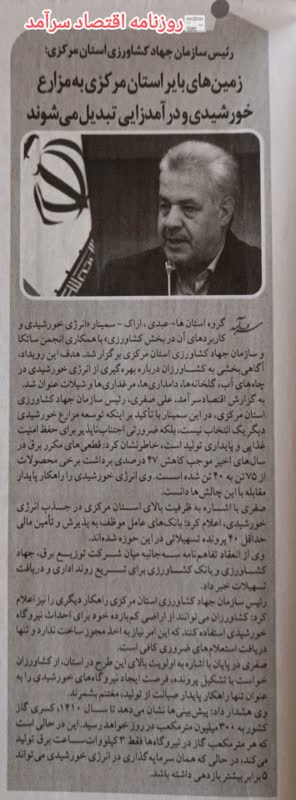 روزنامه اقتصاد سرآمد
رئیس سازمان جهاد کشاورزی استان مرکزی:
زمین‌های بایر استان مرکزی به مزارع
خورشیدی و درآمدزایی تبدیل می‌شوند
گروه استان ها- عبدی ، اراک- سمینار «انرژی خورشیدی و
کاربردهای آن در بخش کشاورزی» با همکاری انجمن ساتکا
و سازمان جهاد کشاورزی استان مرکزی برگزار شد. هدف این رویداد،
آگاهی‌بخشی به کشاورزان درباره بهره‌گیری از انرژی خورشیدی در
چاه‌های آب، گلخانه‌ها، دامداری‌ها، مرغداری‌ها و شیلات عنوان شد.
به گزارش اقتصادسرآمد، علی صفری، رئیس سازمان جهاد کشاورزی
استان مرکزی، در این سمینار با تأکید بر اینکه توسعه مزارع خورشیدی
دیگر یک انتخاب نیست، بلکه ضرورتی اجتناب‌ناپذیر برای حفظ امنیت
غذایی و پایداری تولید است، خاطرنشان کرد: قطعی‌های مکرر برق در
سال‌های اخیر موجب کاهش ۴۷ درصدی برداشت برخی محصولات
از ۷۵ تن به ۴۰ تن شده است. وی انرژی خورشیدی را راهکار پایدار
مقابله با این چالش‌ها دانست.
صفری با اشاره به ظرفیت بالای استان مرکزی در جذب انرژی
خورشیدی، اعلام کرد: بانک‌های عامل موظف به پذیرش و تأمین مالی
حداقل ۴۰ پرونده تسهیلاتی در این حوزه شده‌اند.
وی از انعقاد تفاهم‌نامه سه‌جانبه میان شرکت توزیع برق، جهاد
کشاورزی و بانک کشاورزی برای تسریع روند اداری و دریافت
تسهیلات خبر داد.
رئیس سازمان جهاد کشاورزی استان مرکزی راهکار دیگری را نیز اعلام
کرد: کشاورزان می‌توانند از اراضی کم‌بازده خود برای احداث نیروگاه
خورشیدی استفاده کنند که این امر نیاز به اخذ مجوز ساخت ندارد و تنها
دریافت استعلام‌های ضروری کافی است.
صفری در پایان با اشاره به اولویت بالای این طرح در استان، از کشاورزان
خواست با تشکیل پرونده، فرصت ایجاد نیروگاه‌های خورشیدی را به
عنوان تنها راهکار پایدار صیانت از تولید، مغتنم بشمرند.
وی هشدار داد: پیش‌بینی‌ها نشان می‌دهد تا سال ۱۴۱۰، کسری گاز
کشور به ۳۰۰ میلیون مترمکعب در روز خواهد رسید. این در حالی است
که هر مترمکعب گاز در نیروگاه‌ها فقط ۳ کیلووات ساعت برق تولید
می‌کند، در حالی که همان سرمایه‌گذاری در انرژی خورشیدی می‌تواند
۵ برابر بیشتر بازدهی داشته باشد.